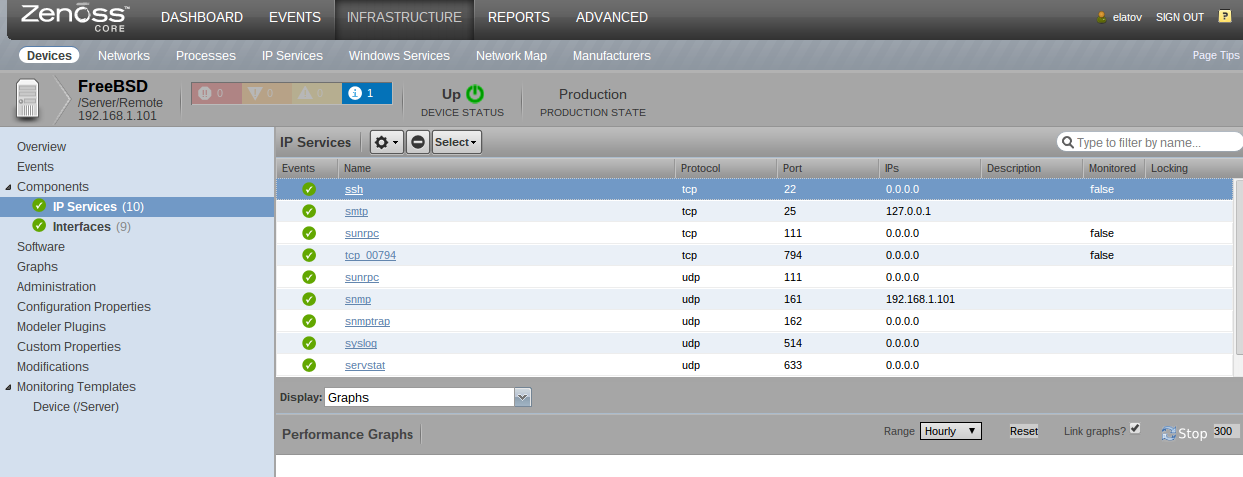 Zenoss™ CORE DASHBOARD EVENTS INFRASTRUCTURE REPORTS ADVANCED elatov SIGN OUT ?
Devices Networks Processes IP Services Windows Services Network Map Manufacturers Page Tips
FreeBSD
/Server/Remote
192.168.1.101
0 0 0 1
Up
DEVICE STATUS
Production
PRODUCTION STATE
Overview
Events
Components
IP Services (10)
Interfaces (9)
Software
Graphs
Administration
Configuration Properties
Modeler Plugins
Custom Properties
Modifications
Monitoring Templates
Device (/Server)
IP Services Select Type to filter by name...
Events Name Protocol Port IPs Description Monitored Locking
ssh tcp 22 0.0.0.0 false
smtp tcp 25 127.0.0.1
sunrpc tcp 111 0.0.0.0 false
tcp_00794 tcp 794 0.0.0.0 false
sunrpc udp 111 0.0.0.0
snmp udp 161 192.168.1.101
snmptrap udp 162 0.0.0.0
syslog udp 514 0.0.0.0
servstat udp 633 0.0.0.0
Display: Graphs
Performance Graphs Range Hourly Reset Link graphs? Stop 300